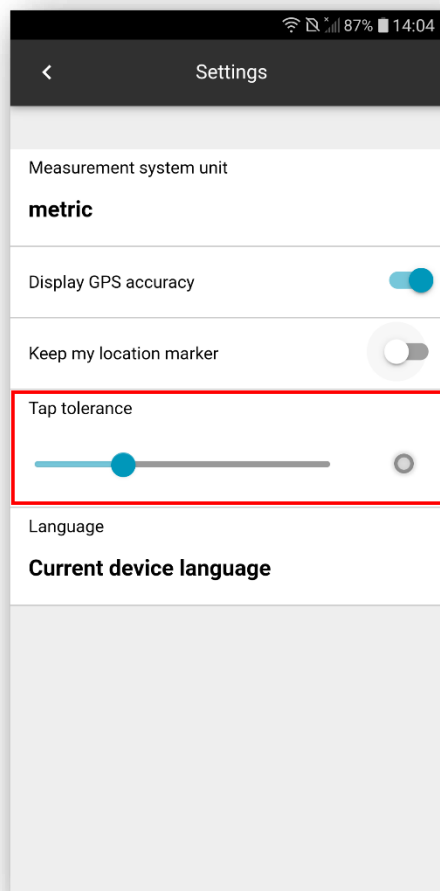 87% 14:04
Settings
Measurement system unit
metric
Display GPS accuracy
Keep my location marker
Tap tolerance
Language
Current device language